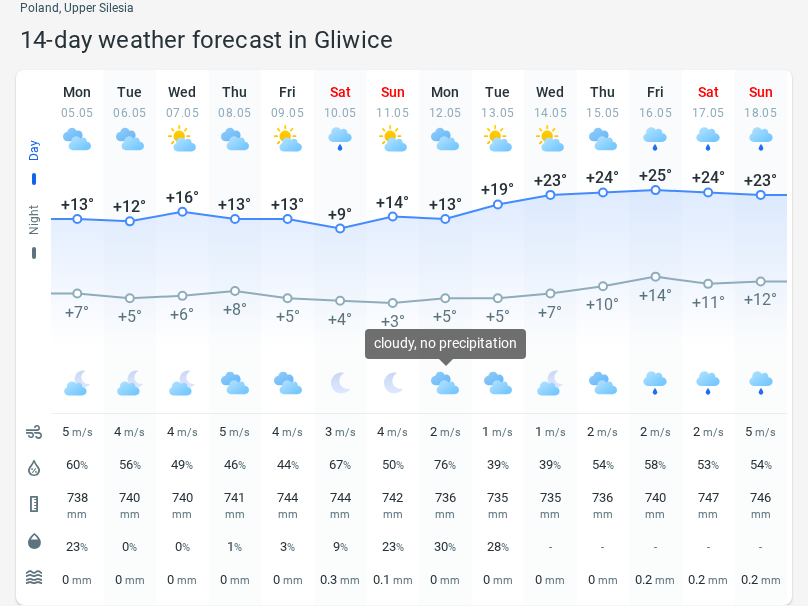 Poland, Upper Silesia
14-day weather forecast in Gliwice
Mon Tue Wed Thu Fri Sat Sun Mon Tue Wed Thu Fri Sat Sun
05.05 06.05 07.05 08.05 09.05 10.05 11.05 12.05 13.05 14.05 15.05 16.05 17.05 18.05
Day
+13° +12° +16° +13° +13° +9° +14° +13° +19° +23° +24° +25° +24° +23°
Night
+7° +5° +6° +8° +5° +4° +3° +5° +5° +7° +10° +14° +11° +12°
cloudy, no precipitation
5 m/s 4 m/s 4 m/s 5 m/s 4 m/s 3 m/s 4 m/s 2 m/s 1 m/s 1 m/s 2 m/s 2 m/s 2 m/s 5 m/s
60% 56% 49% 46% 44% 67% 50% 76% 39% 39% 54% 58% 53% 54%
738 740 740 741 744 744 742 736 735 735 736 740 747 746
mm mm mm mm mm mm mm mm mm mm mm mm mm mm
23% 0% 0% 1% 3% 9% 23% 30% 28% - - - - -
0 mm 0 mm 0 mm 0 mm 0 mm 0.3 mm 0.1 mm 0 mm 0 mm 0 mm 0 mm 0.2 mm 0.2 mm 0.2 mm